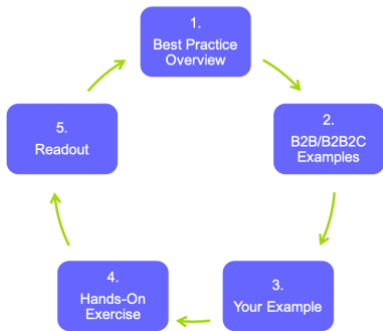 1.
Best Practice
Overview
2.
B2B/B2B2C
Examples
3.
Your Example
4.
Hands-On
Exercise
5.
Readout